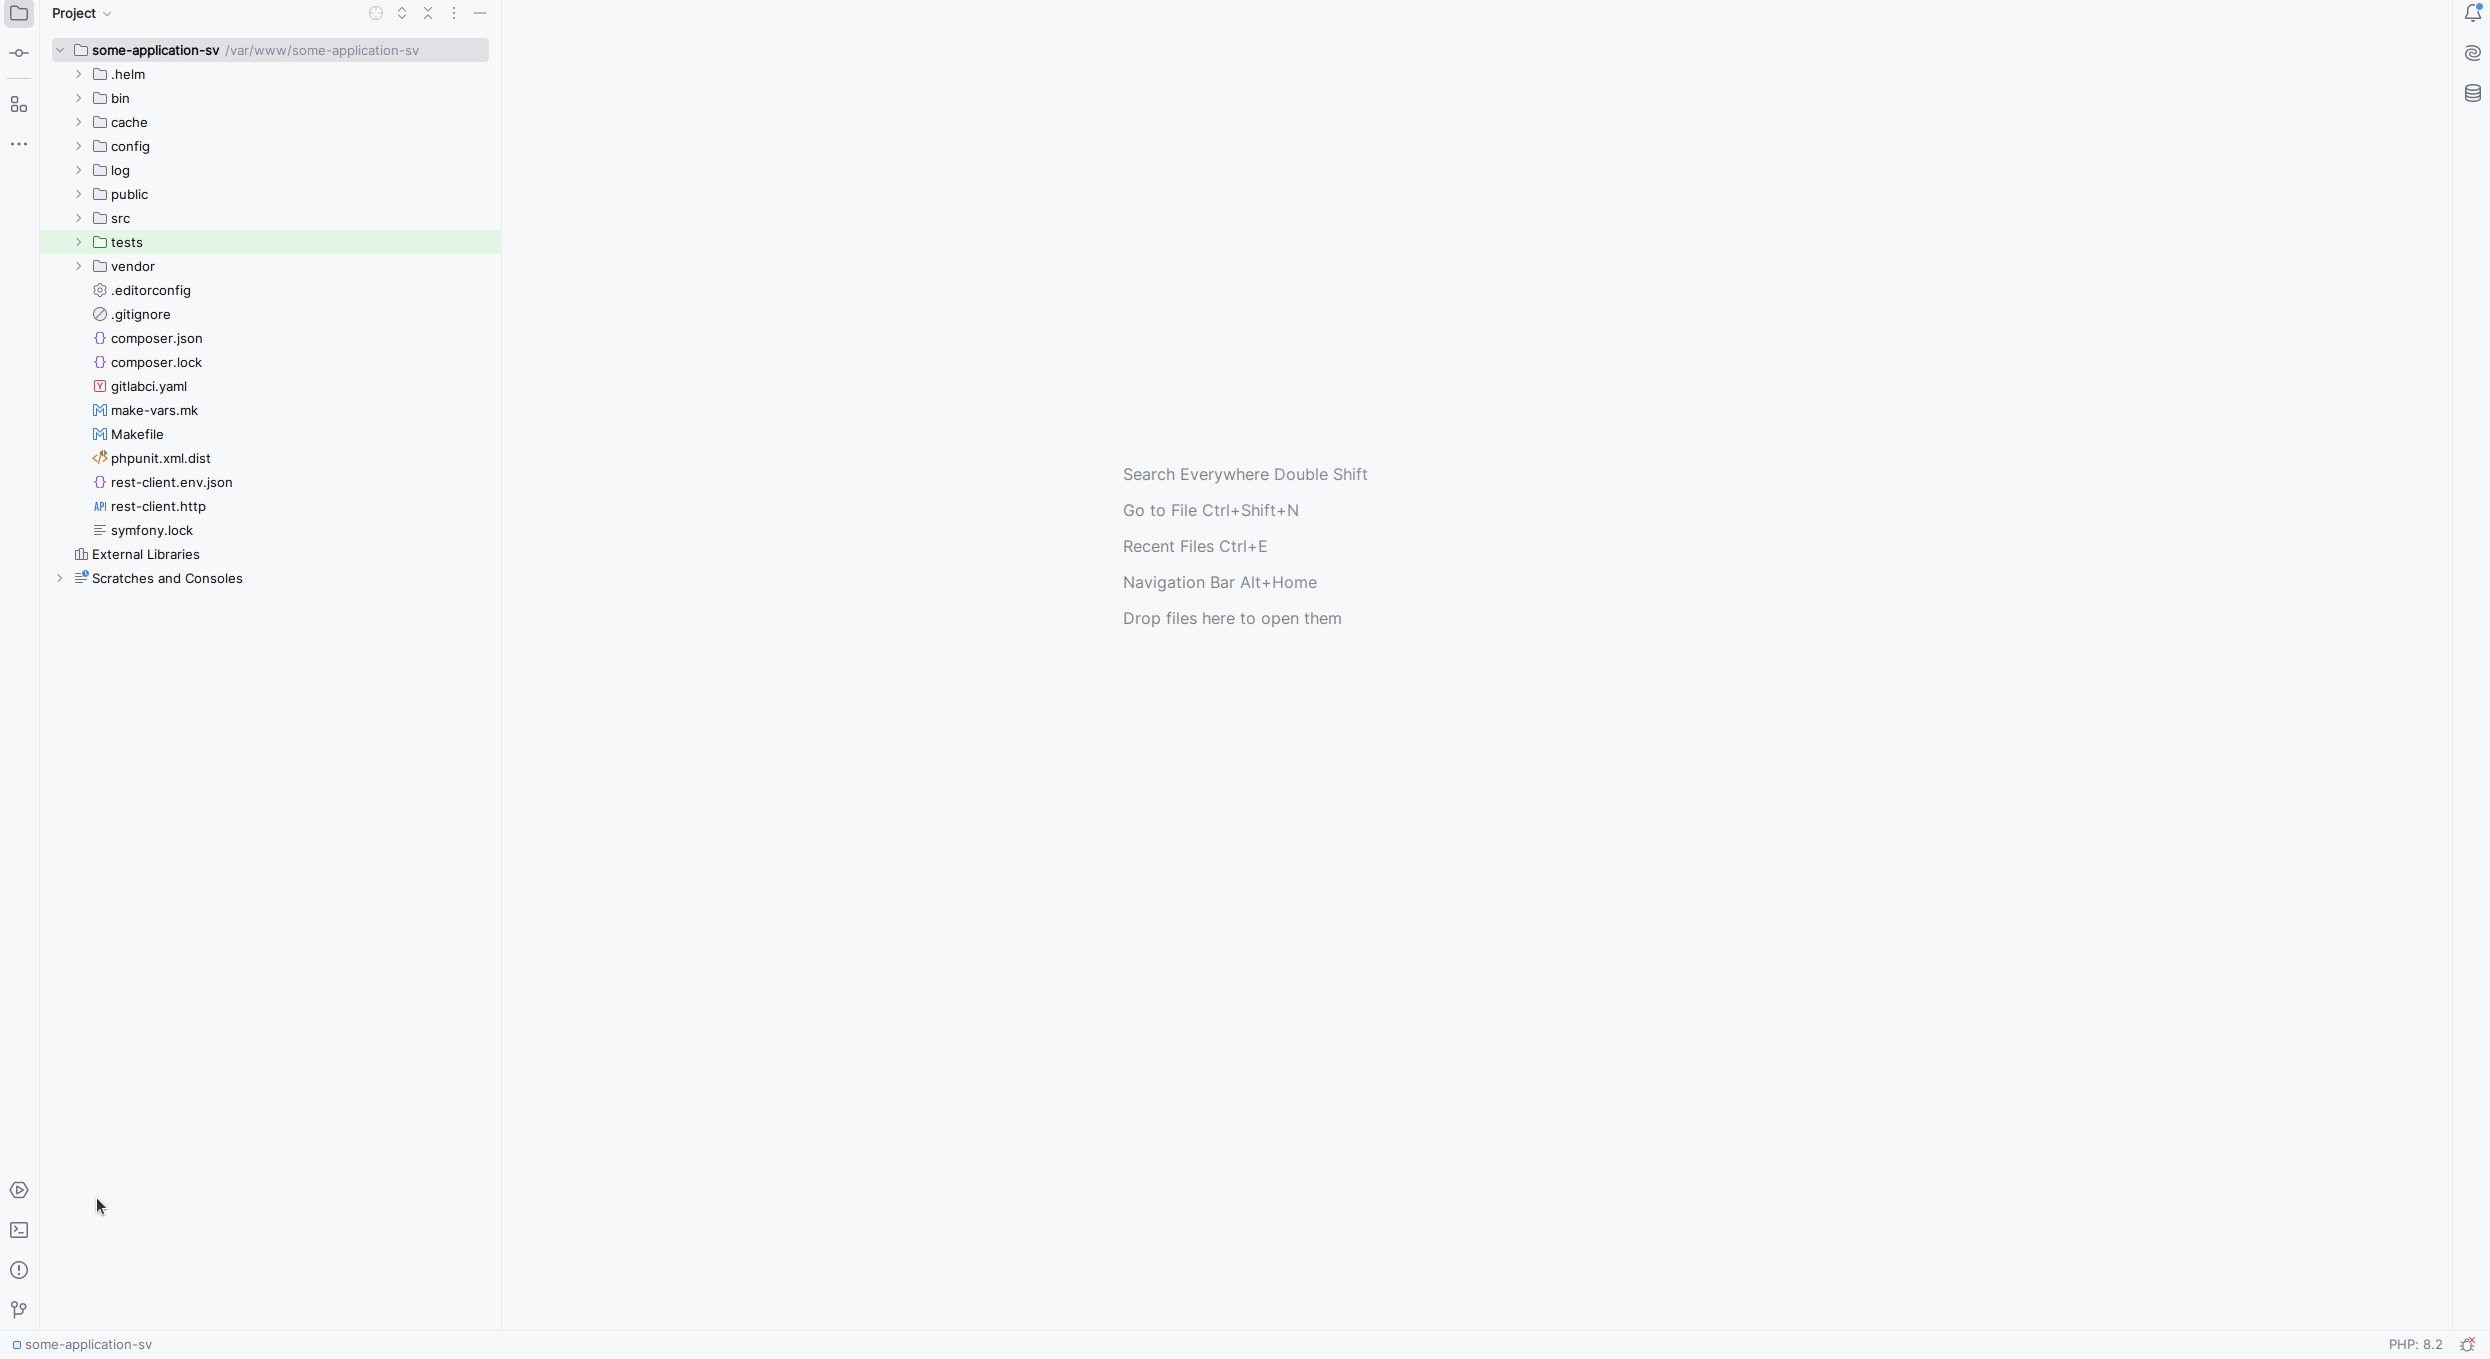 Project
some-application-sv /var/www/some-application-sv
.helm
bin
cache
config
log
public
src
tests
vendor
.editorconfig
.gitignore
composer.json
composer.lock
gitlabci.yaml
make-vars.mk
Makefile
phpunit.xml.dist
rest-client.env.json
API rest-client.http
symfony.lock
External Libraries
Scratches and Consoles
Search Everywhere Double Shift
Go to File Ctrl+Shift+N
Recent Files Ctrl+E
Navigation Bar Alt+Home
Drop files here to open them
some-application-sv
PHP: 8.2